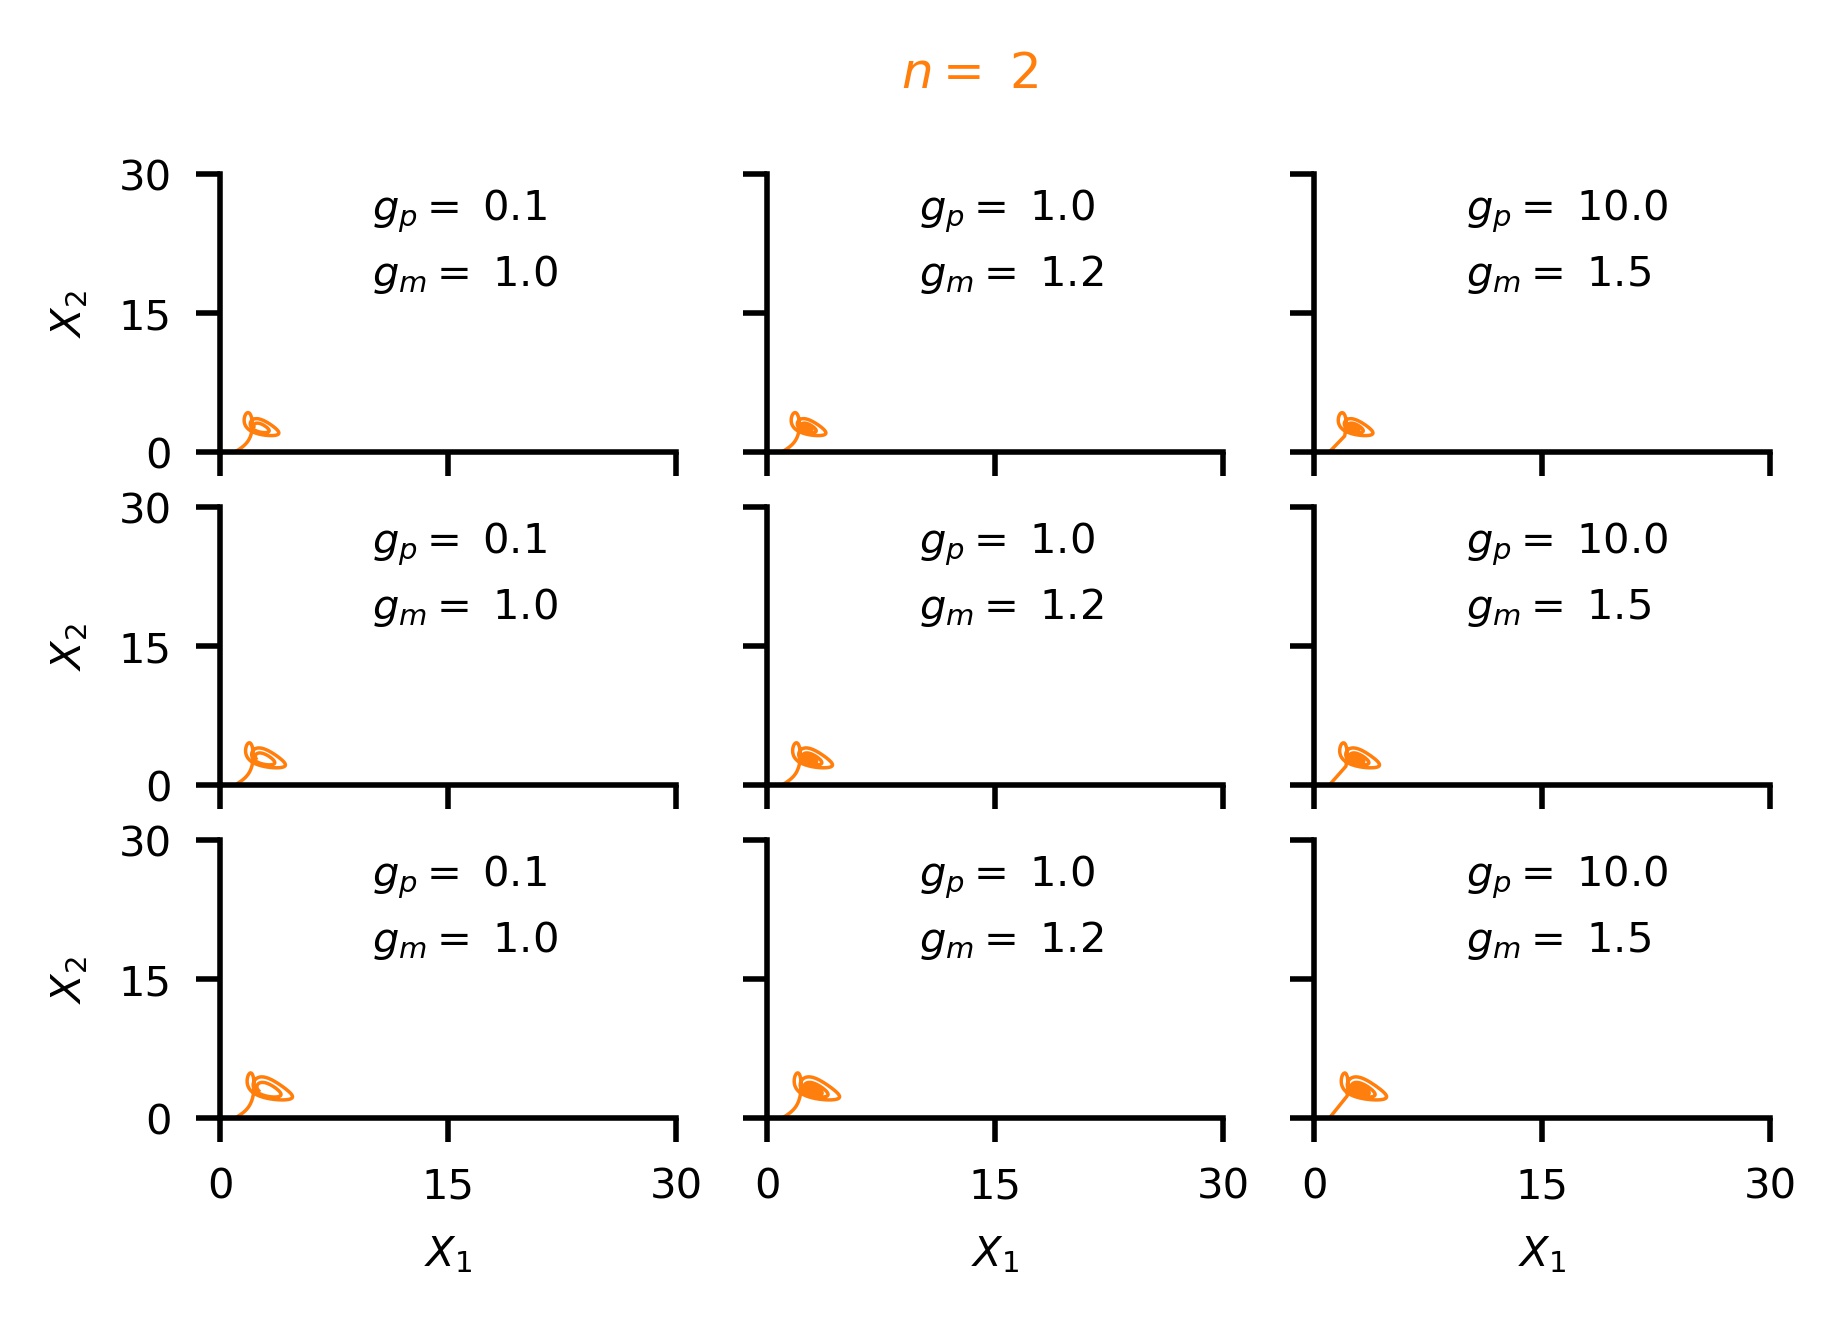 n = 2
30
g_p = 0.1
g_p = 1.0
g_p = 10.0
g_m = 1.0
g_m = 1.2
g_m = 1.5
X_2
15
0
30
g_p = 0.1
g_p = 1.0
g_p = 10.0
g_m = 1.0
g_m = 1.2
g_m = 1.5
X_2
15
0
30
g_p = 0.1
g_p = 1.0
g_p = 10.0
g_m = 1.0
g_m = 1.2
g_m = 1.5
X_2
15
0
0 15 30 0 15 30 0 15 30
X_1 X_1 X_1